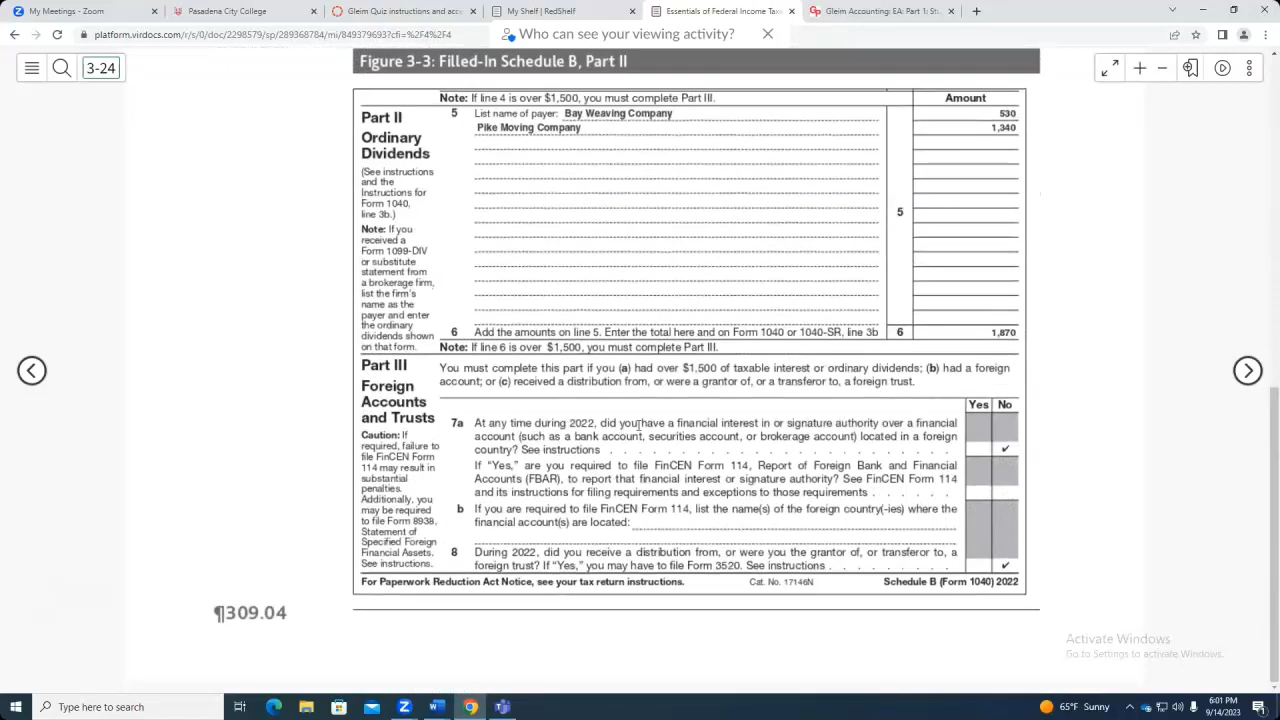 My Meetings - Zoom
Pasadena City College
Gleim Quiz instructions and acc
My Shelf | RedShelf
Essentials of Federal Income Tax
Gleim Accounting: EA: Part 1: St
platform.virdocs.com/r/s/0/doc/2298579/sp/289368784/mi/849379693?cfi=%2F4%2F4
Who can see your viewing activity?
3-24
Figure 3-3: Filled-In Schedule B, Part II
Note: If line 4 is over $1,500, you must complete Part III.
Amount
Part II
Ordinary
Dividends
(See instructions
and the
Instructions for
Form 1040,
line 3b.)
Note: If you
received a
Form 1099-DIV
or substitute
statement from
a brokerage firm,
list the firm's
name as the
payer and enter
the ordinary
dividends shown
on that form.
5 List name of payer: Bay Weaving Company 530
Pike Moving Company 1,340
5
6 Add the amounts on line 5. Enter the total here and on Form 1040 or 1040-SR, line 3b 6 1,870
Note: If line 6 is over $1,500, you must complete Part III.
Part III
Foreign
Accounts
and Trusts
Caution: If
required, failure to
file FinCEN Form
114 may result in
substantial
penalties.
Additionally, you
may be required
to file Form 8938,
Statement of
Specified Foreign
Financial Assets.
See instructions.
You must complete this part if you (a) had over $1,500 of taxable interest or ordinary dividends; (b) had a foreign
account; or (c) received a distribution from, or were a grantor of, or a transferor to, a foreign trust.
Yes No
7a At any time during 2022, did you have a financial interest in or signature authority over a financial
account (such as a bank account, securities account, or brokerage account) located in a foreign
country? See instructions . . . . . . . . . . . . . . . . . . . ✓
If “Yes,” are you required to file FinCEN Form 114, Report of Foreign Bank and Financial
Accounts (FBAR), to report that financial interest or signature authority? See FinCEN Form 114
and its instructions for filing requirements and exceptions to those requirements . . . . . .
b If you are required to file FinCEN Form 114, list the name(s) of the foreign country(-ies) where the
financial account(s) are located:
8 During 2022, did you receive a distribution from, or were you the grantor of, or transferor to, a
foreign trust? If “Yes,” you may have to file Form 3520. See instructions . . . . . . . ✓
For Paperwork Reduction Act Notice, see your tax return instructions. Cat. No. 17146N Schedule B (Form 1040) 2022
¶309.04
Activate Windows
Go to Settings to activate Windows.
Type here to search
65°F Sunny
6:01 PM
9/14/2023